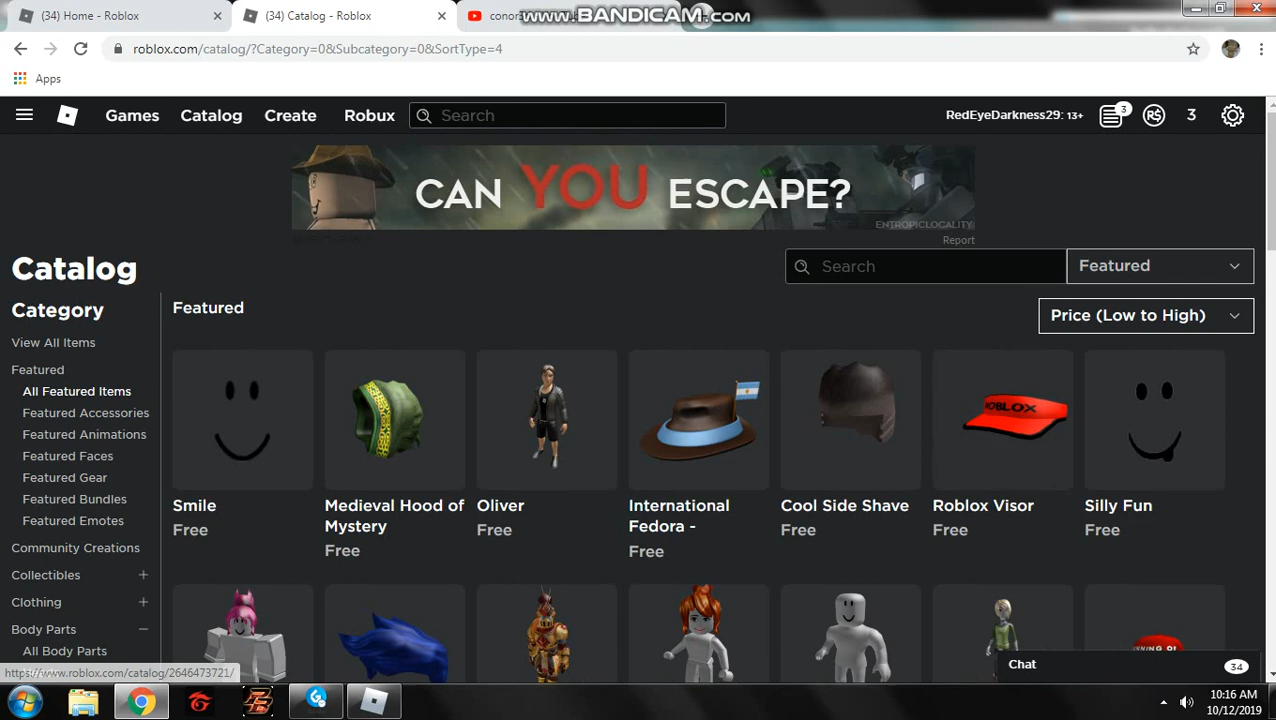 (34) Home - Roblox
(34) Catalog - Roblox
cono
www.BANDICAM.com
roblox.com/catalog/?Category=0&Subcategory=0&SortType=4
Apps
Games
Catalog
Create
Robux
Search
RedEyeDarkness29: 13+
3
3
CAN YOU ESCAPE?
ENTROPICLOCALITY
Report
Catalog
Search
Featured
Category
Featured
Price (Low to High)
View All Items
Featured
All Featured Items
Featured Accessories
Featured Animations
Featured Faces
Featured Gear
Featured Bundles
Featured Emotes
Community Creations
Collectibles
Clothing
Body Parts
All Body Parts
ROBLOX
Smile
Free
Medieval Hood of
Mystery
Free
Oliver
Free
International
Fedora -
Free
Cool Side Shave
Free
Roblox Visor
Free
Silly Fun
Free
https://www.roblox.com/catalog/2646473721/
Chat
34
10:16 AM
10/12/2019